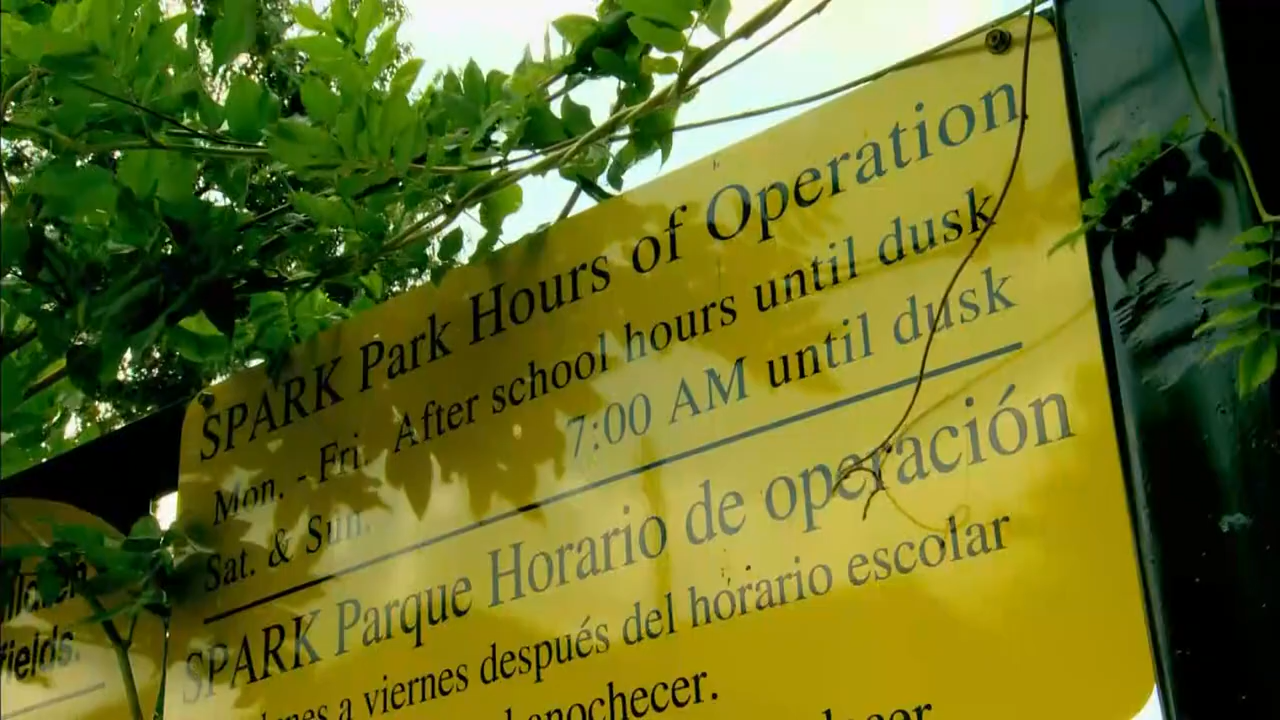 SPARK Park Hours of Operation
Mon. - Fri. After school hours until dusk
Sat. & Sun. 7:00 AM until dusk
SPARK Parque Horario de operación
a viernes después del horario escolar
anochecer.
fields.